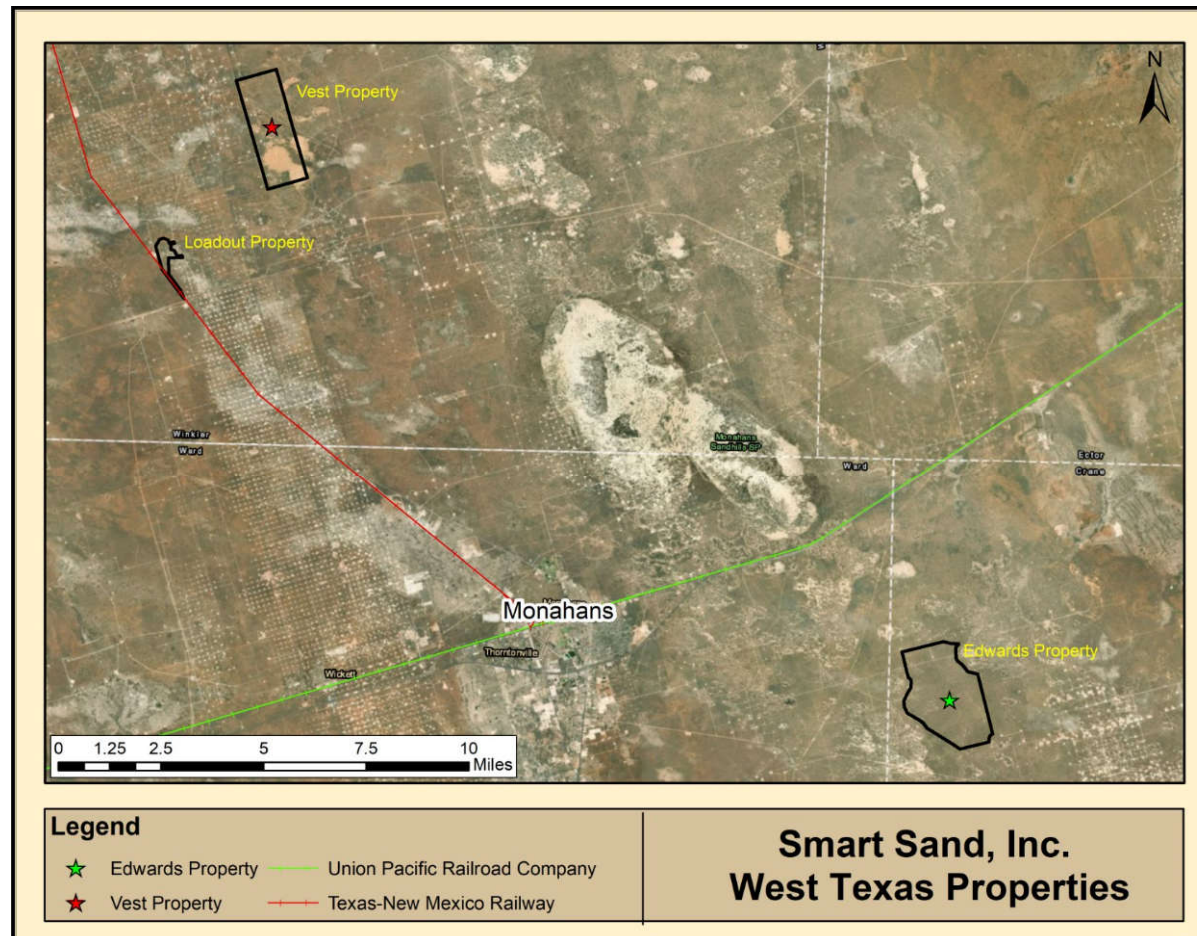 N
Vest Property
Loadout Property
Winkler
Ward
Monahans
Sandhills SP
Ward
Ector
Crane
Monahans
Thorntonville
Wickett
Edwards Property
0 1.25 2.5 5 7.5 10
Miles
Legend
Edwards Property
Union Pacific Railroad Company
Vest Property
Texas-New Mexico Railway
Smart Sand, Inc.
West Texas Properties